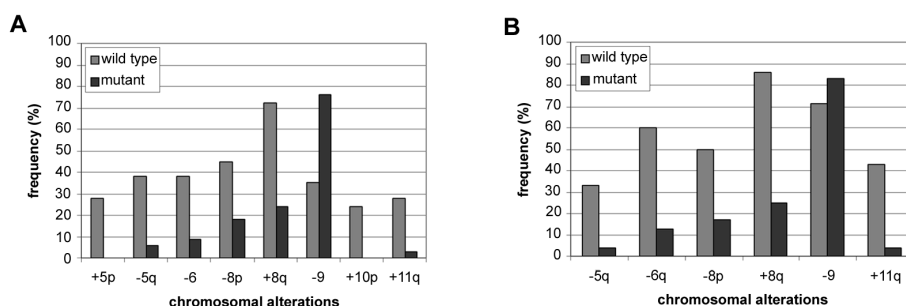 A
100
90
80
70
60
50
40
30
20
10
0
frequency (%)
wild type
mutant
+5p -5q -6 -8p +8q -9 +10p +11q
chromosomal alterations
B
100
90
80
70
60
50
40
30
20
10
0
frequency (%)
wild type
mutant
-5q -6q -8p +8q -9 +11q
chromosomal alterations